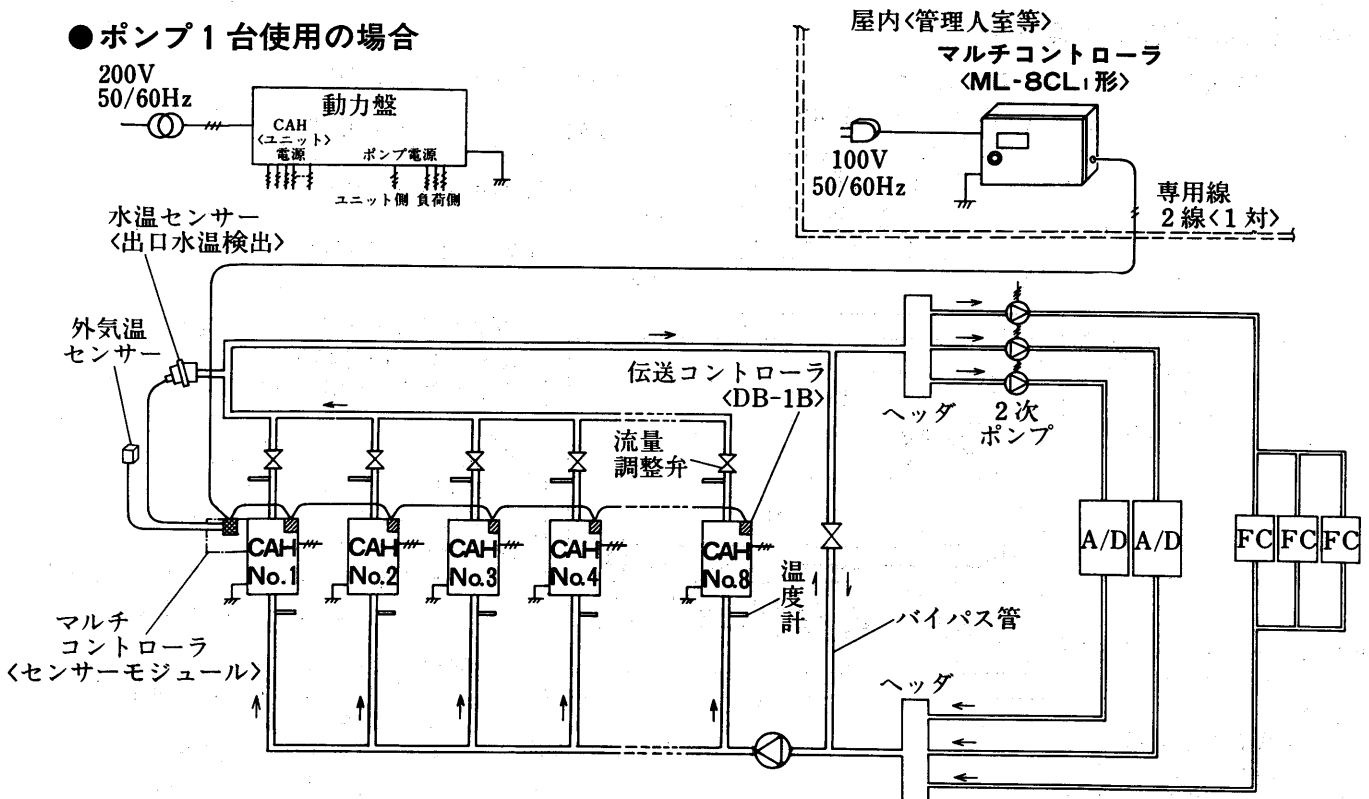 ●ポンプ1台使用の場合
200V
50/60Hz
動力盤
CAH
〈ユニット〉
電源
ポンプ電源
ユニット側 負荷側
屋内〈管理人室等〉
マルチコントローラ
〈ML-8CL1形〉
100V
50/60Hz
専用線
2線〈1対〉
水温センサー
〈出口水温検出〉
外気温
センサー
伝送コントローラ
〈DB-1B〉
ヘッダ
2次
ポンプ
流量
調整弁
CAH
No.1
CAH
No.2
CAH
No.3
CAH
No.4
CAH
No.8
A/D
A/D
FC
FC
FC
温度計
マルチ
コントローラ
〈センサーモジュール〉
バイパス管
ヘッダ